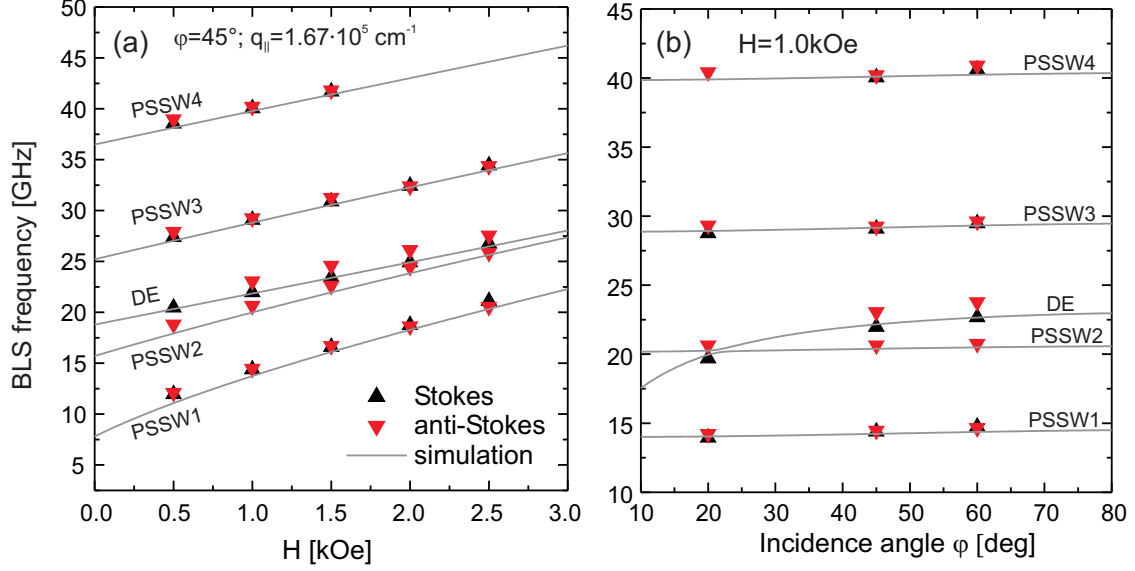 (a) φ=45°; q||=1.67·10⁵ cm⁻¹
BLS frequency [GHz]
50
45
40
35
30
25
20
15
10
5
PSSW4
PSSW3
DE
PSSW2
PSSW1
Stokes
anti-Stokes
simulation
0.0 0.5 1.0 1.5 2.0 2.5 3.0
H [kOe]
(b) H=1.0kOe
45
40
35
30
25
20
15
10
PSSW4
PSSW3
DE
PSSW2
PSSW1
10 20 30 40 50 60 70 80
Incidence angle φ [deg]